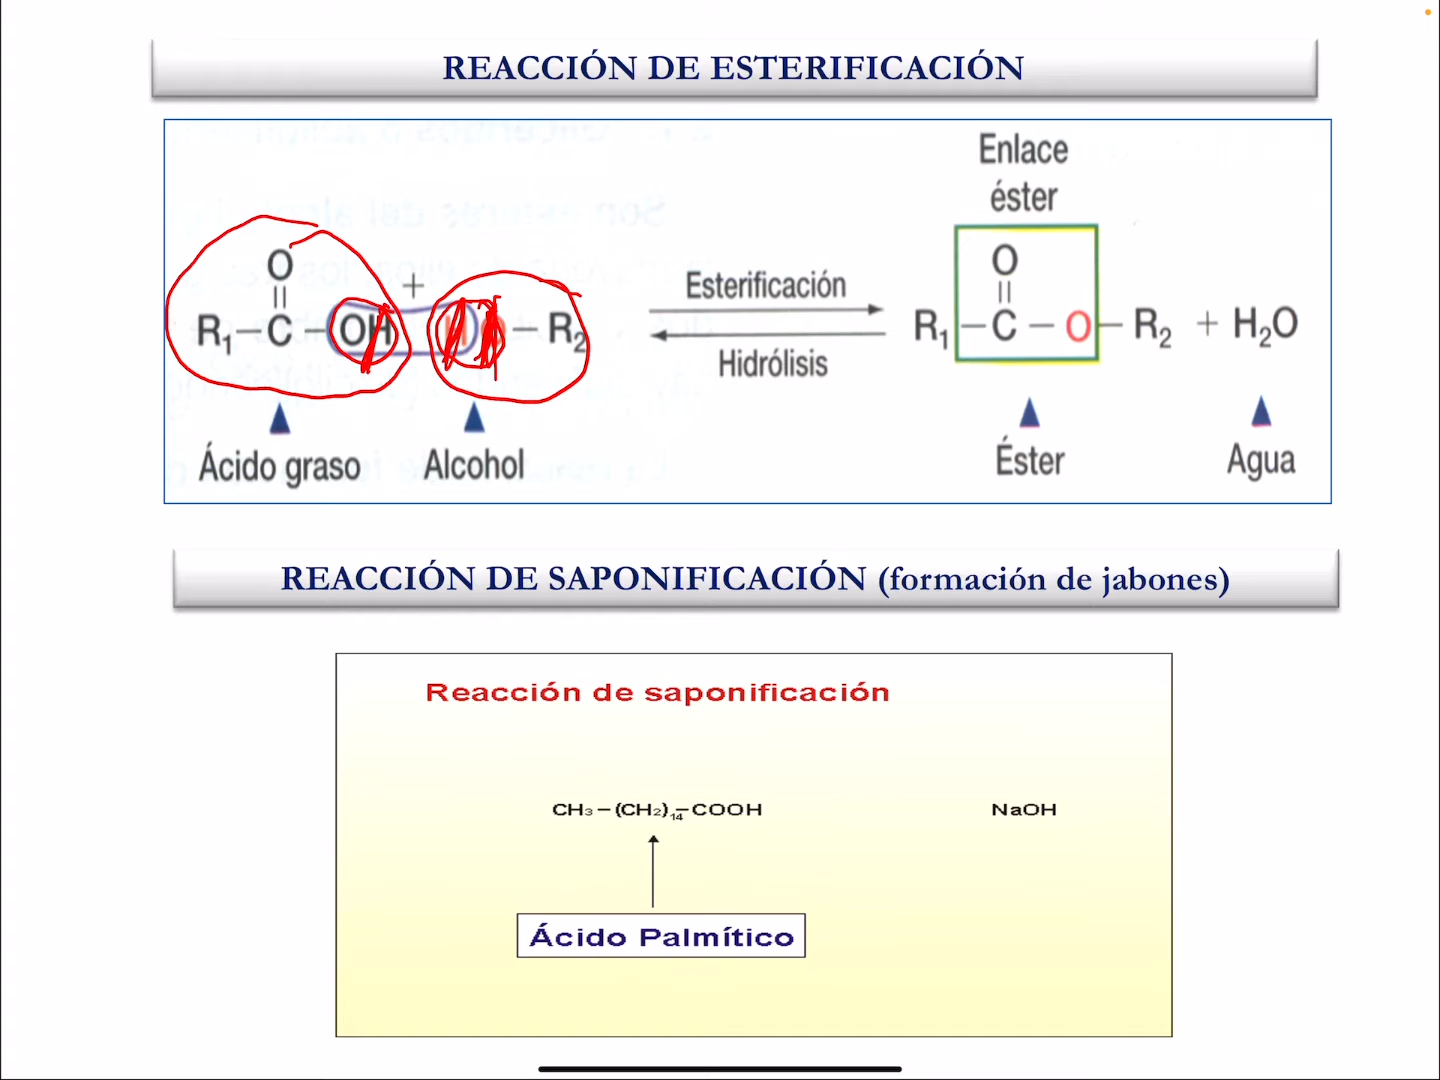 REACCIÓN DE ESTERIFICACIÓN
Enlace
éster
O
||
R₁—C—OH
+
HO—R₂
Esterificación
Hidrólisis
O
||
R₁—C—O—R₂ + H₂O
Ácido graso
Alcohol
Éster
Agua
REACCIÓN DE SAPONIFICACIÓN (formación de jabones)
Reacción de saponificación
CH₃–(CH₂)₁₄–COOH
NaOH
Ácido Palmítico